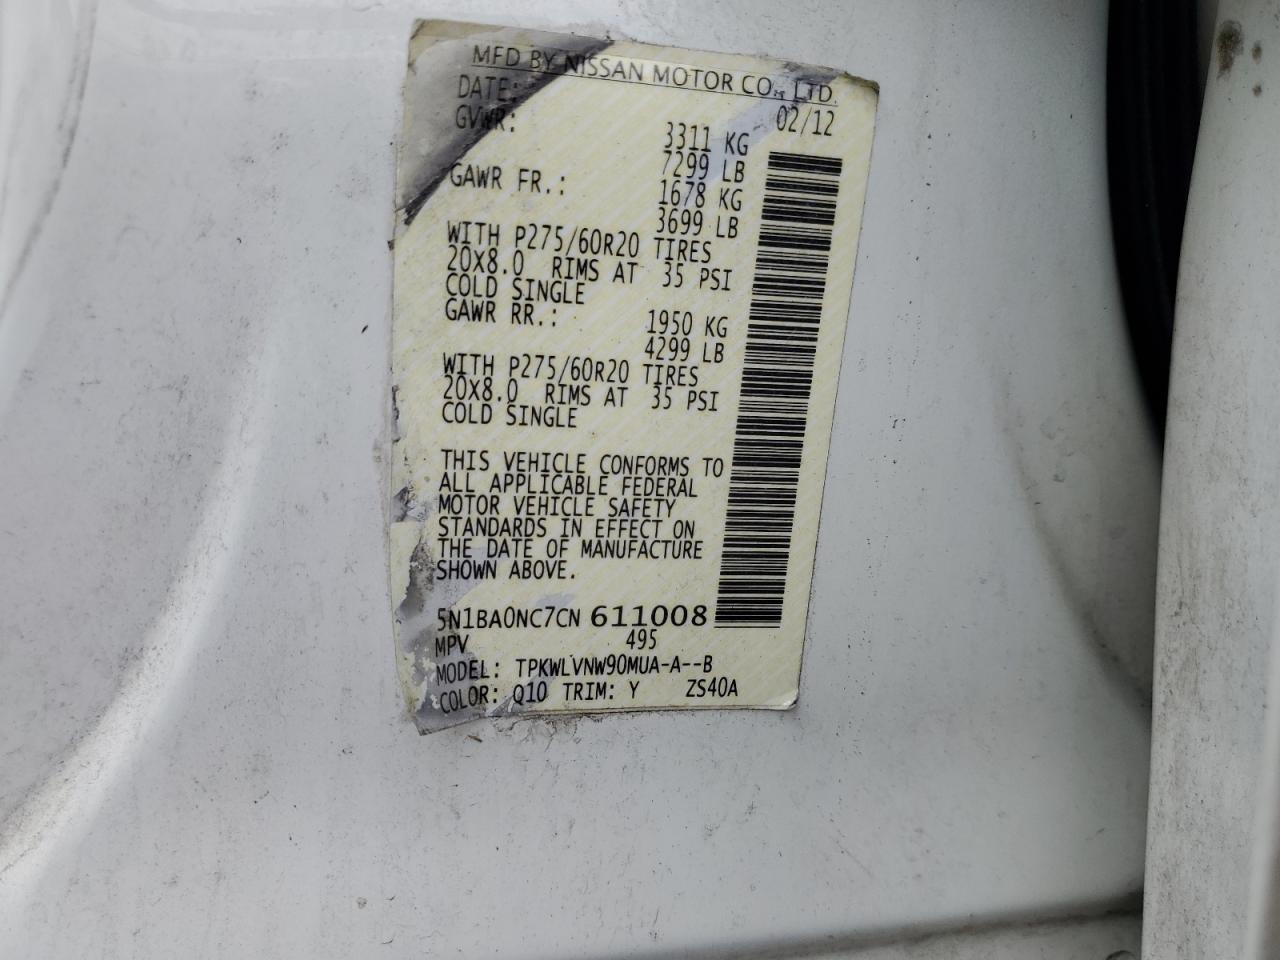 MFD BY NISSAN MOTOR CO., LTD.
DATE: 02/12
GVWR: 3311 KG
7299 LB
GAWR FR.: 1678 KG
3699 LB
WITH P275/60R20 TIRES
20X8.0 RIMS AT 35 PSI
COLD SINGLE
GAWR RR.: 1950 KG
4299 LB
WITH P275/60R20 TIRES
20X8.0 RIMS AT 35 PSI
COLD SINGLE
THIS VEHICLE CONFORMS TO
ALL APPLICABLE FEDERAL
MOTOR VEHICLE SAFETY
STANDARDS IN EFFECT ON
THE DATE OF MANUFACTURE
SHOWN ABOVE.
5N1BA0NC7CN 611008
MPV 495
MODEL: TPKWLVNW90MUA-A--B
COLOR: Q10 TRIM: Y ZS40A